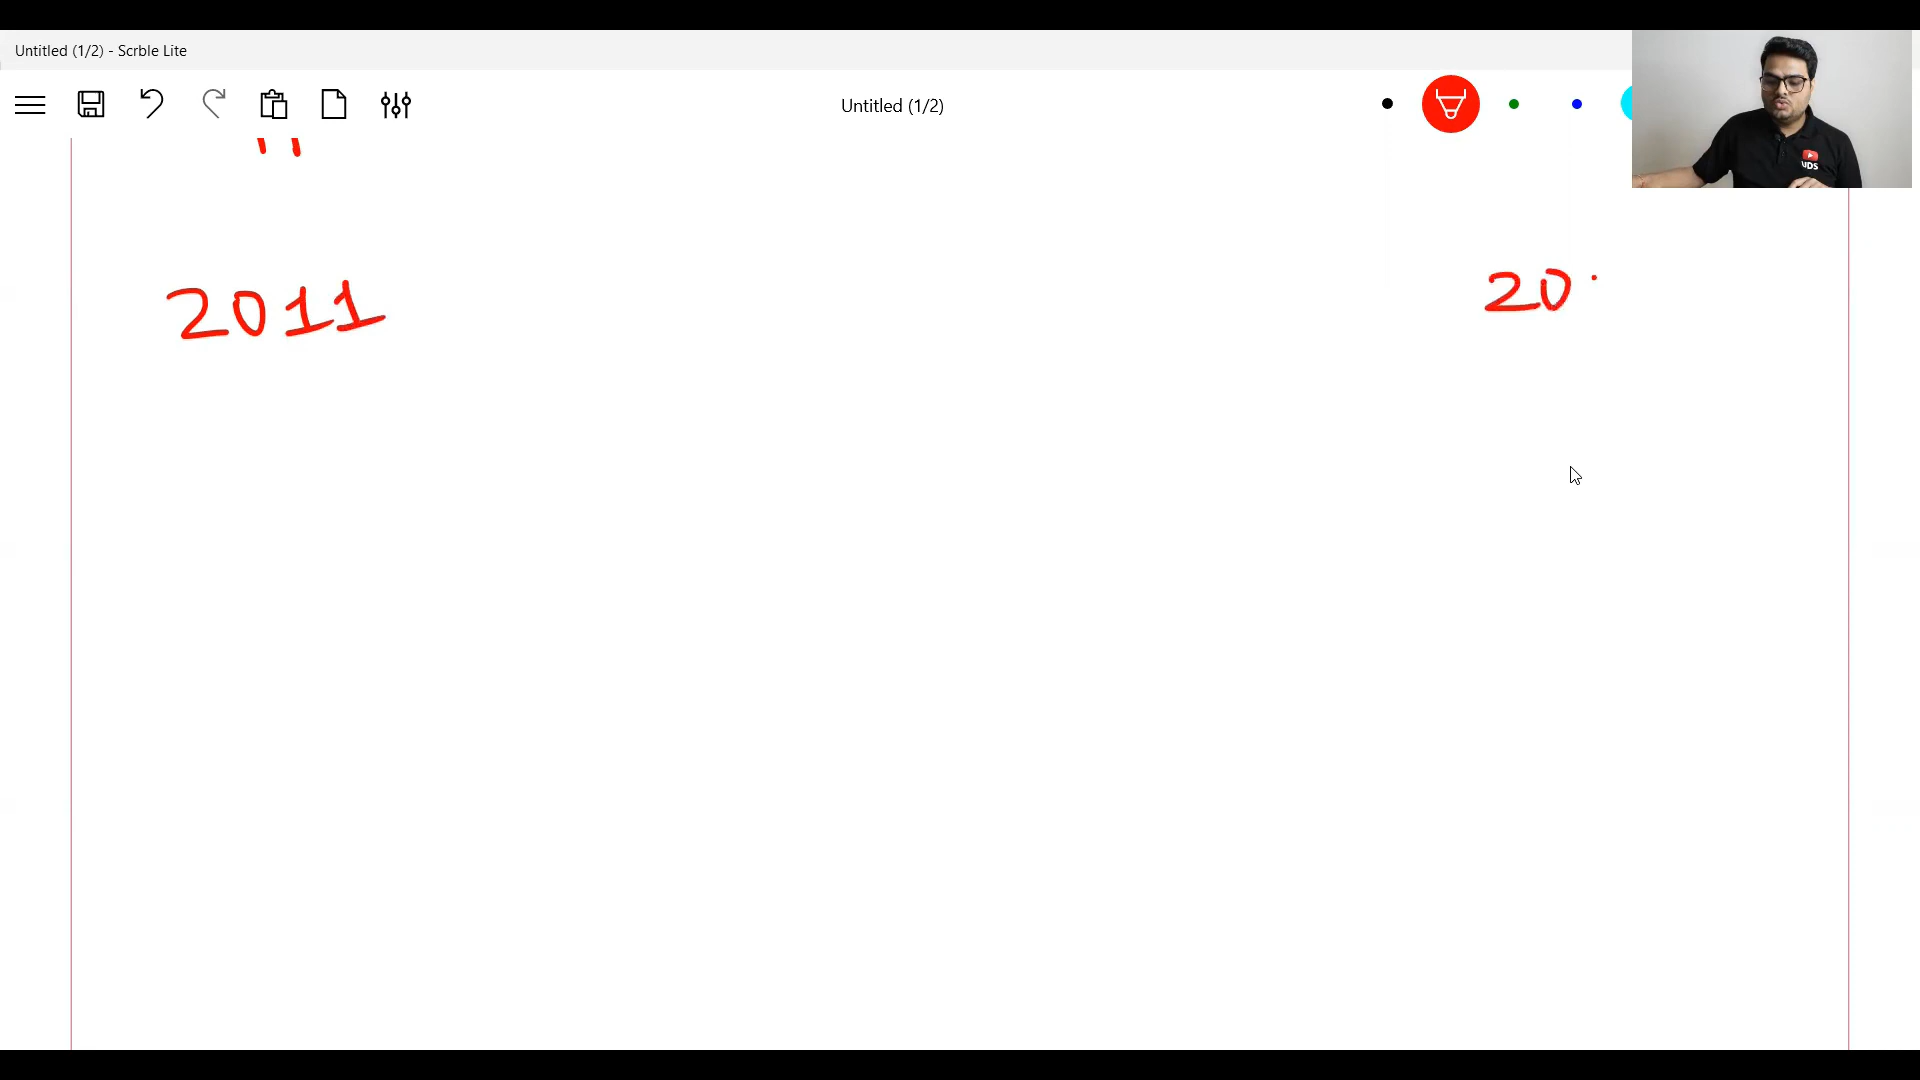 Untitled (1/2) - Scrble Lite
Untitled (1/2)
2011
20